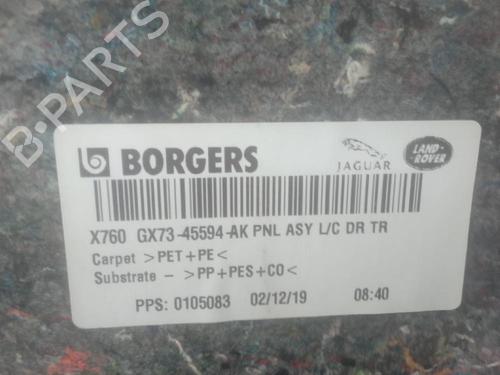 B-PARTS
BORGERS
JAGUAR
LAND-
ROVER
X760 GX73-45594-AK PNL ASY L/C DR TR
Carpet >PET+PE<
Substrate - >PP+PES+CO<
PPS: 0105083 02/12/19 08:40